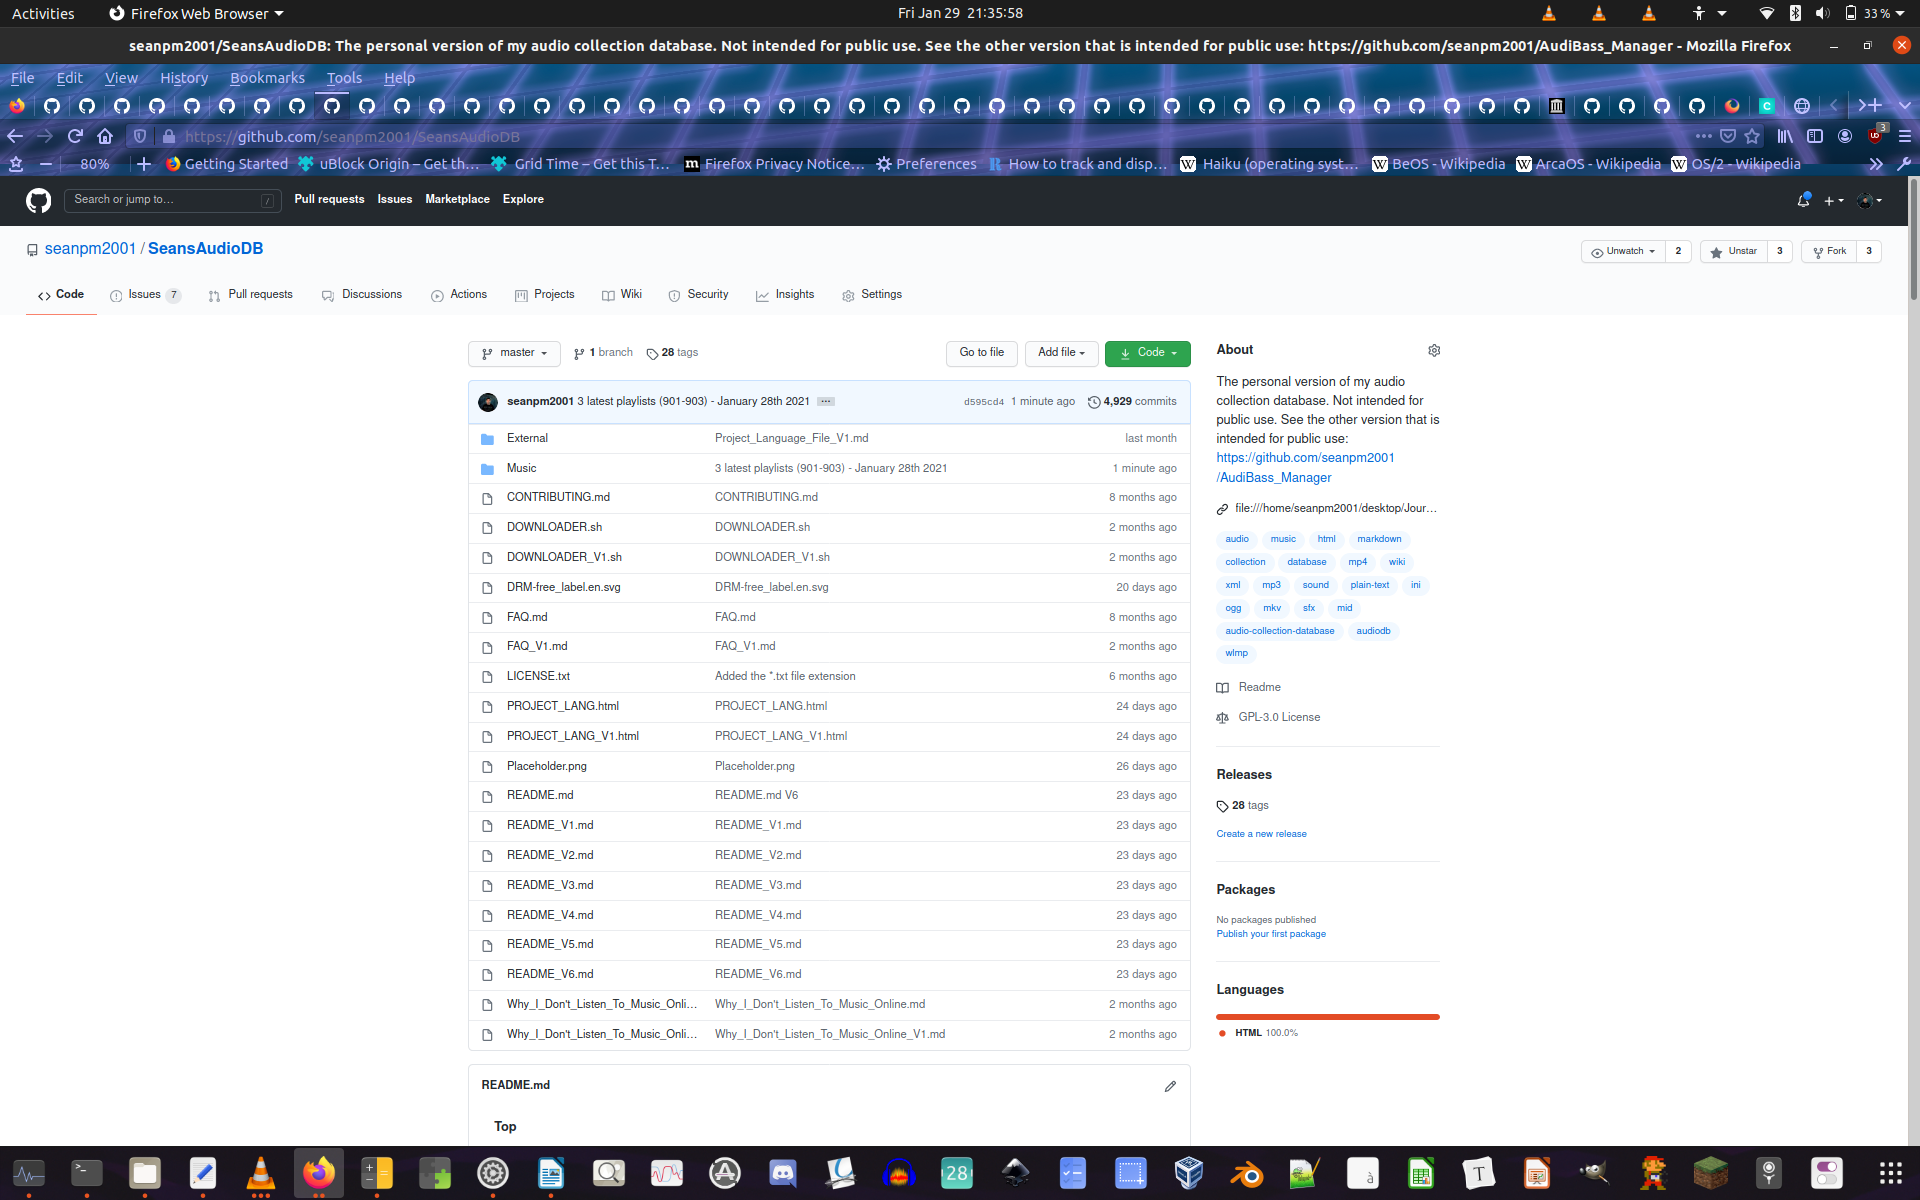 Activities
Firefox Web Browser
Fri Jan 29 21:35:58
33 %
seanpm2001/SeansAudioDB: The personal version of my audio collection database. Not intended for public use. See the other version that is intended for public use: https://github.com/seanpm2001/AudiBass_Manager - Mozilla Firefox
File Edit View History Bookmarks Tools Help
https://github.com/seanpm2001/SeansAudioDB
3
80%
Getting Started
uBlock Origin – Get th…
Grid Time – Get this T…
Firefox Privacy Notice…
Preferences
How to track and disp…
Haiku (operating syst…
BeOS - Wikipedia
ArcaOS - Wikipedia
OS/2 - Wikipedia
Search or jump to…
/
Pull requests Issues Marketplace Explore
seanpm2001 / SeansAudioDB
Unwatch 2
Unstar 3
Fork 3
Code
Issues 7
Pull requests
Discussions
Actions
Projects
Wiki
Security
Insights
Settings
master
1 branch
28 tags
Go to file
Add file
Code
seanpm2001 3 latest playlists (901-903) - January 28th 2021 ...
d595cd4 1 minute ago 4,929 commits
External Project_Language_File_V1.md last month
Music 3 latest playlists (901-903) - January 28th 2021 1 minute ago
CONTRIBUTING.md CONTRIBUTING.md 8 months ago
DOWNLOADER.sh DOWNLOADER.sh 2 months ago
DOWNLOADER_V1.sh DOWNLOADER_V1.sh 2 months ago
DRM-free_label.en.svg DRM-free_label.en.svg 20 days ago
FAQ.md FAQ.md 8 months ago
FAQ_V1.md FAQ_V1.md 2 months ago
LICENSE.txt Added the *.txt file extension 6 months ago
PROJECT_LANG.html PROJECT_LANG.html 24 days ago
PROJECT_LANG_V1.html PROJECT_LANG_V1.html 24 days ago
Placeholder.png Placeholder.png 26 days ago
README.md README.md V6 23 days ago
README_V1.md README_V1.md 23 days ago
README_V2.md README_V2.md 23 days ago
README_V3.md README_V3.md 23 days ago
README_V4.md README_V4.md 23 days ago
README_V5.md README_V5.md 23 days ago
README_V6.md README_V6.md 23 days ago
Why_I_Don't_Listen_To_Music_Onli… Why_I_Don't_Listen_To_Music_Online.md 2 months ago
Why_I_Don't_Listen_To_Music_Onli… Why_I_Don't_Listen_To_Music_Online_V1.md 2 months ago
README.md
Top
About
The personal version of my audio
collection database. Not intended for
public use. See the other version that is
intended for public use:
https://github.com/seanpm2001
/AudiBass_Manager
file:///home/seanpm2001/desktop/Jour…
audio music html markdown
collection database mp4 wiki
xml mp3 sound plain-text ini
ogg mkv sfx mid
audio-collection-database audiodb
wlmp
Readme
GPL-3.0 License
Releases
28 tags
Create a new release
Packages
No packages published
Publish your first package
Languages
HTML 100.0%
28